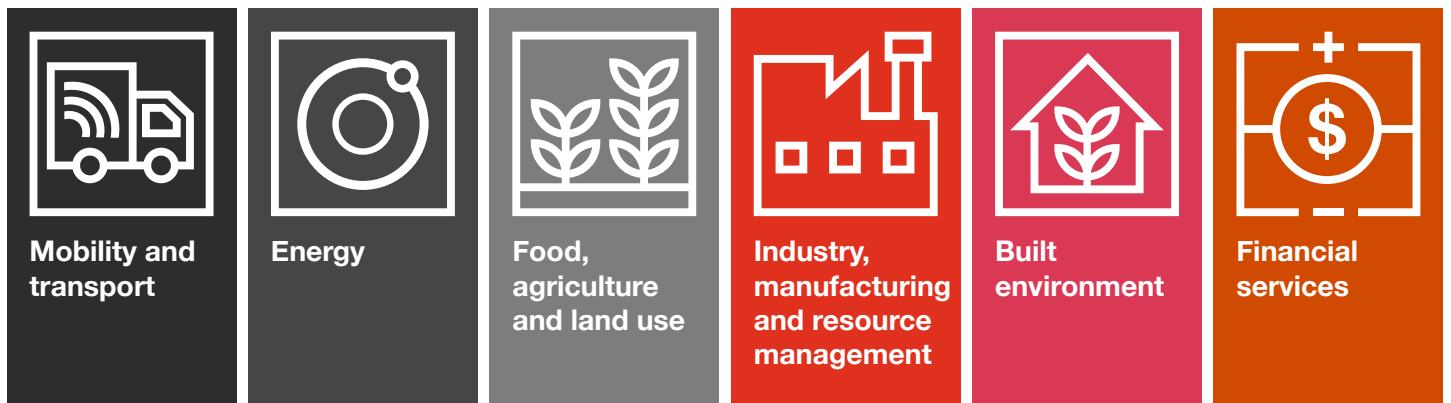 Mobility and
transport
Energy
Food,
agriculture
and land use
Industry,
manufacturing
and resource
management
Built
environment
$
Financial
services